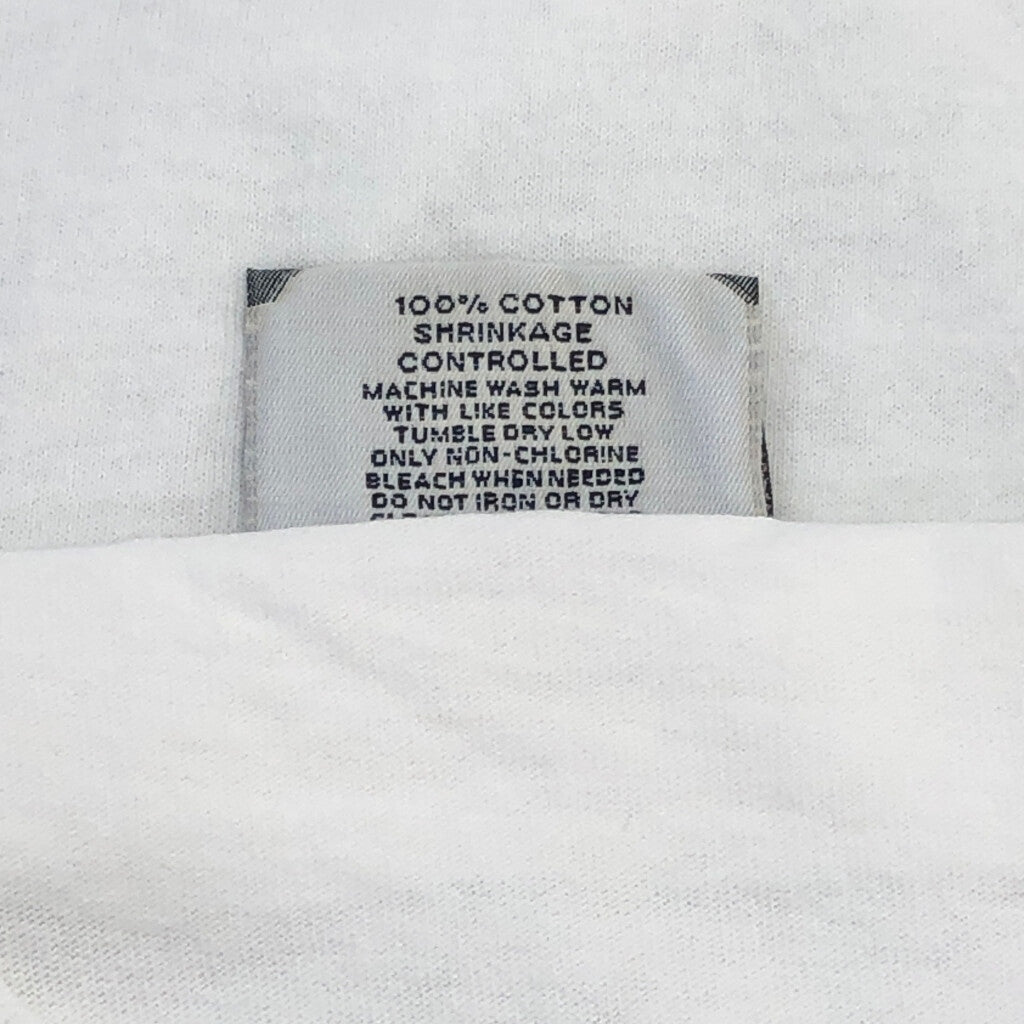 100% COTTON
SHRINKAGE
CONTROLLED
MACHINE WASH WARM
WITH LIKE COLORS
TUMBLE DRY LOW
ONLY NON-CHLORINE
BLEACH WHEN NEEDED
DO NOT IRON OR DRY